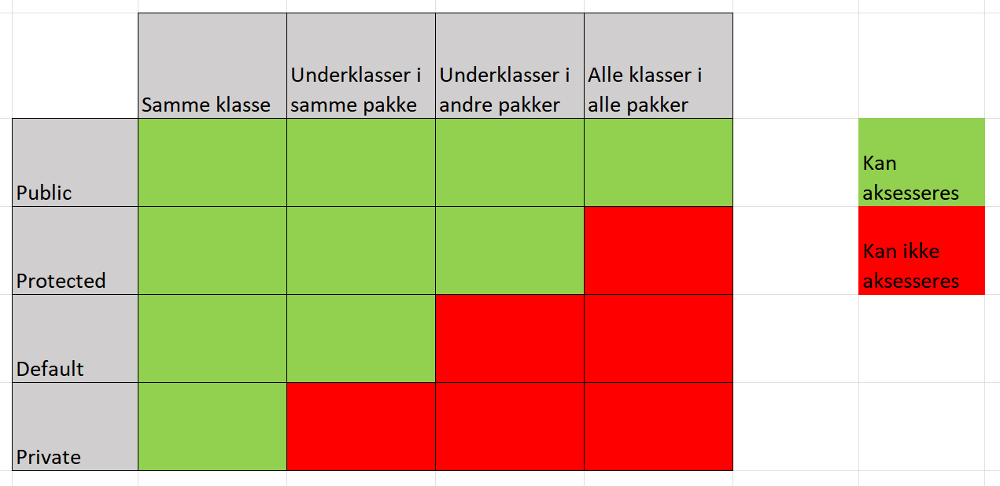 Samme klasse
Underklasser i
samme pakke
Underklasser i
andre pakker
Alle klasser i
alle pakker
Public
Kan
aksesseres
Protected
Kan ikke
aksesseres
Default
Private